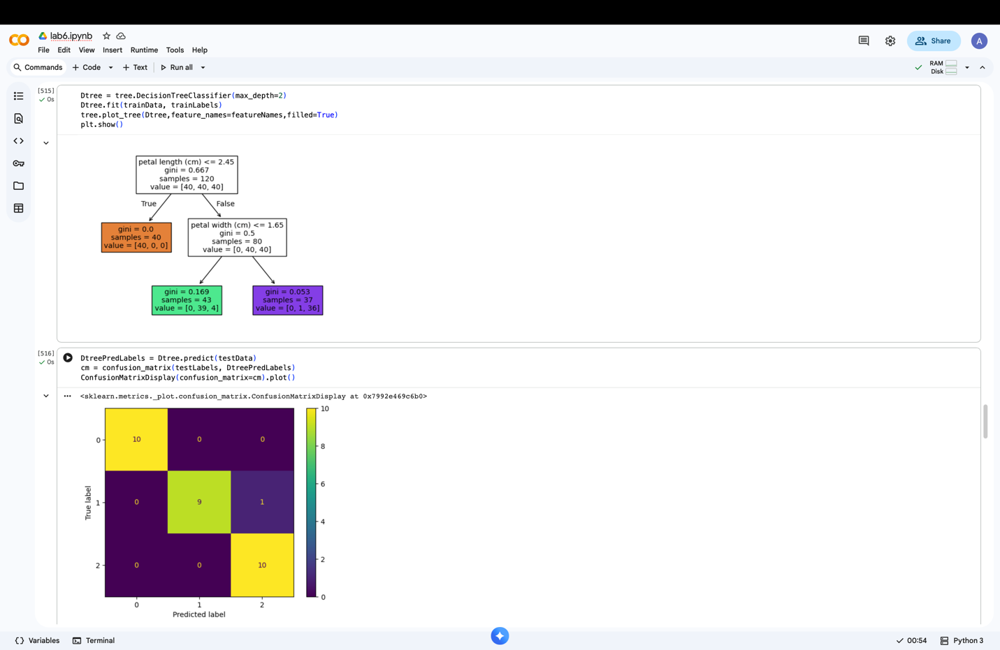 lab6.ipynb
File Edit View Insert Runtime Tools Help
Share
A
Commands + Code + Text Run all
RAM
Disk
[515]
0s
Dtree = tree.DecisionTreeClassifier(max_depth=2)
Dtree.fit(trainData, trainLabels)
tree.plot_tree(Dtree,feature_names=featureNames,filled=True)
plt.show()
petal length (cm) <= 2.45
gini = 0.667
samples = 120
value = [40, 40, 40]
True
False
gini = 0.0
samples = 40
value = [40, 0, 0]
petal width (cm) <= 1.65
gini = 0.5
samples = 80
value = [0, 40, 40]
gini = 0.169
samples = 43
value = [0, 39, 4]
gini = 0.053
samples = 37
value = [0, 1, 36]
[516]
0s
DtreePredLabels = Dtree.predict(testData)
cm = confusion_matrix(testLabels, DtreePredLabels)
ConfusionMatrixDisplay(confusion_matrix=cm).plot()
<sklearn.metrics._plot.confusion_matrix.ConfusionMatrixDisplay at 0x7992e469c6b0>
10
8
6
4
2
0
True label
0 10 0 0
1 0 9 1
2 0 0 10
0 1 2
Predicted label
{} Variables Terminal
00:54 Python 3